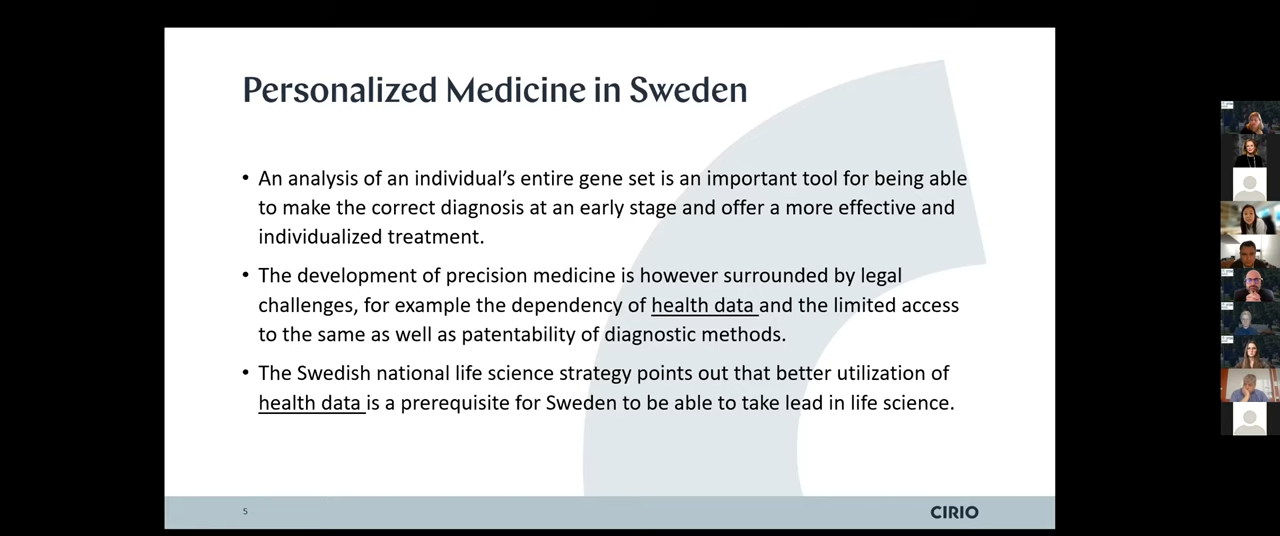 Personalized Medicine in Sweden
• An analysis of an individual's entire gene set is an important tool for being able
to make the correct diagnosis at an early stage and offer a more effective and
individualized treatment.
• The development of precision medicine is however surrounded by legal
challenges, for example the dependency of health data and the limited access
to the same as well as patentability of diagnostic methods.
• The Swedish national life science strategy points out that better utilization of
health data is a prerequisite for Sweden to be able to take lead in life science.
5
CIRIO